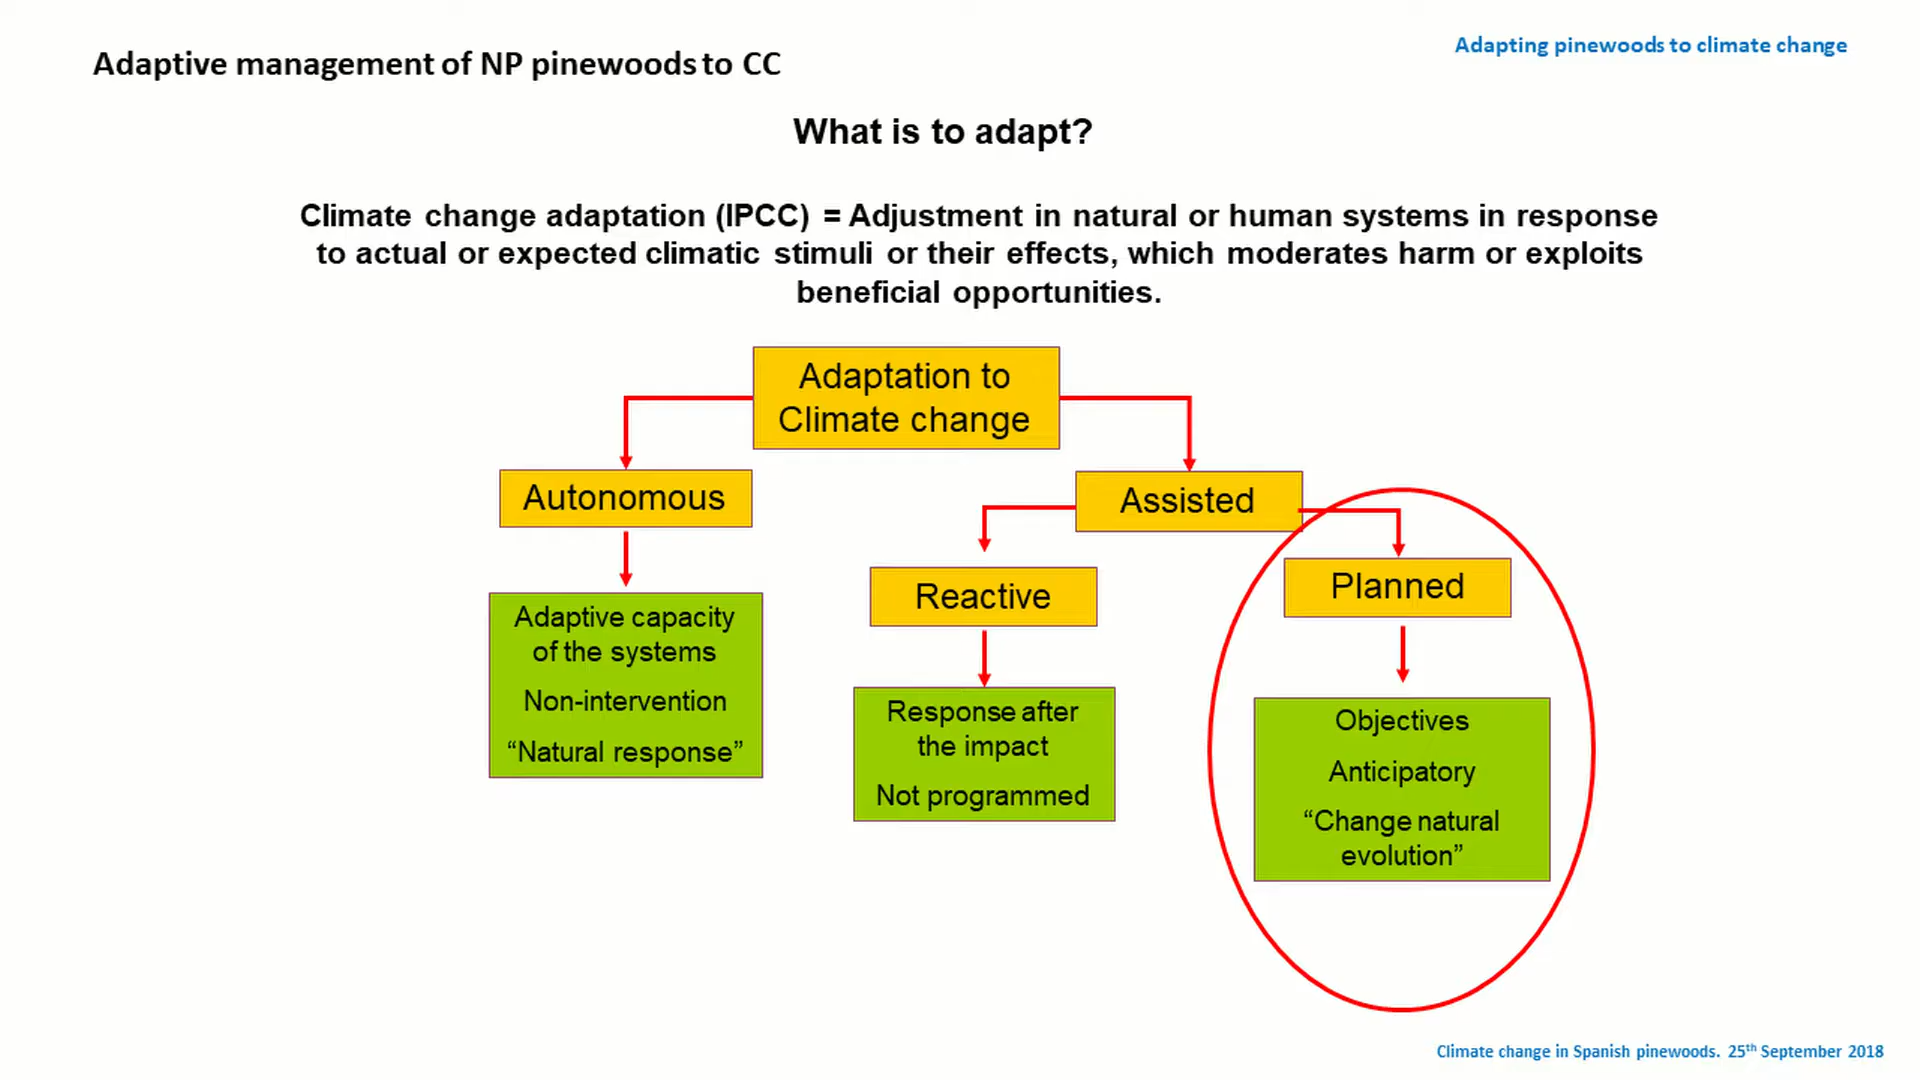 Adaptive management of NP pinewoods to CC
Adapting pinewoods to climate change
What is to adapt?
Climate change adaptation (IPCC) = Adjustment in natural or human systems in response
to actual or expected climatic stimuli or their effects, which moderates harm or exploits
beneficial opportunities.
Adaptation to
Climate change
Autonomous
Assisted
Reactive
Planned
Adaptive capacity
of the systems
Non-intervention
“Natural response”
Response after
the impact
Not programmed
Objectives
Anticipatory
“Change natural
evolution”
Climate change in Spanish pinewoods. 25th September 2018